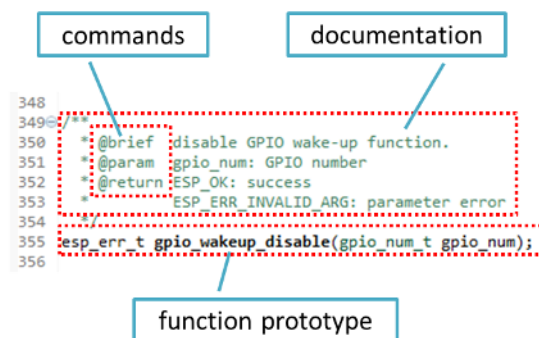 commands
documentation
348
349 /**
350 * @brief disable GPIO wake-up function.
351 * @param gpio_num: GPIO number
352 * @return ESP_OK: success
353 * ESP_ERR_INVALID_ARG: parameter error
354 */
355 esp_err_t gpio_wakeup_disable(gpio_num_t gpio_num);
356
function prototype